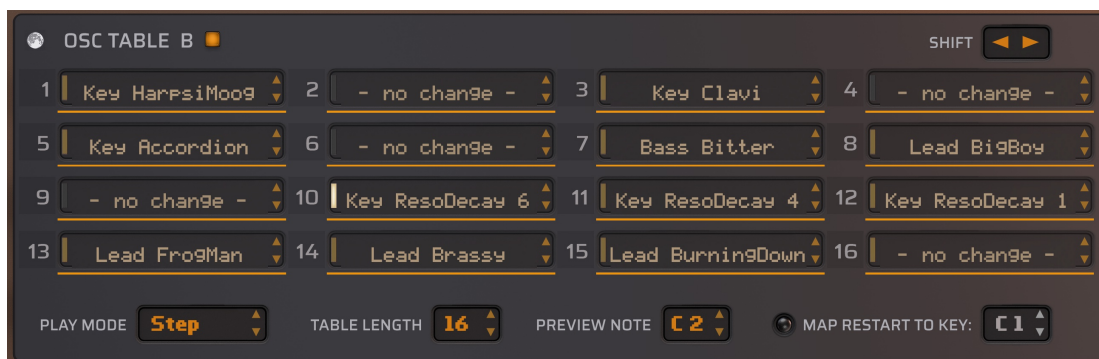 OSC TABLE B SHIFT
1 Key HarpsiMoog 2 - no change - 3 Key Clavi 4 - no change -
5 Key Accordion 6 - no change - 7 Bass Bitter 8 Lead BigBoy
9 - no change - 10 Key ResoDecay 6 11 Key ResoDecay 4 12 Key ResoDecay 1
13 Lead FrogMan 14 Lead Brassy 15 Lead BurningDown 16 - no change -
PLAY MODE Step TABLE LENGTH 16 PREVIEW NOTE C 2 MAP RESTART TO KEY: C 1